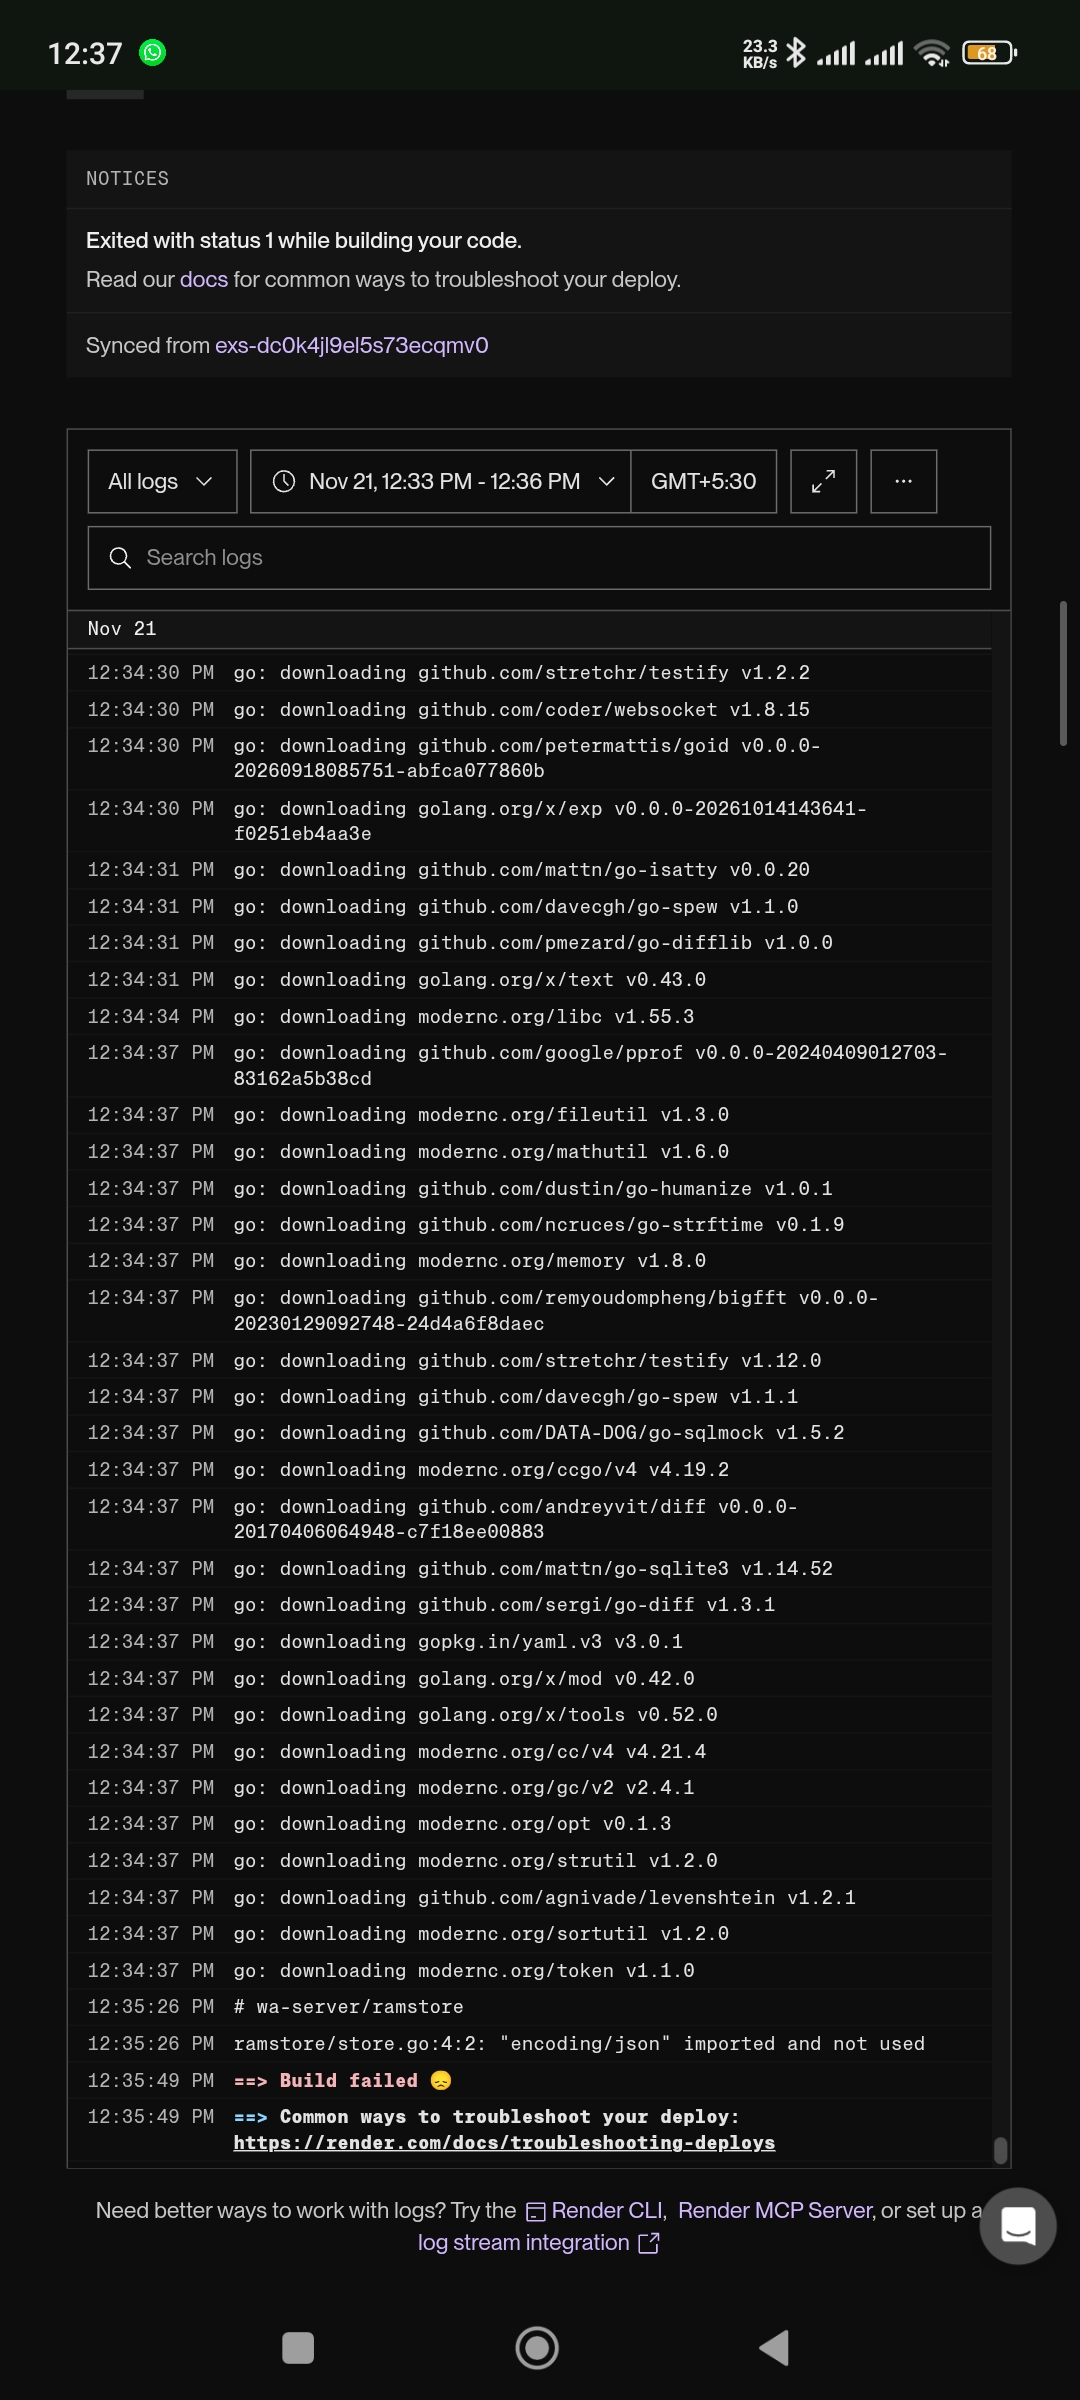 12:37
23.3
KB/s
68
NOTICES
Exited with status 1 while building your code.
Read our docs for common ways to troubleshoot your deploy.
Synced from exs-dc0k4jl9el5s73ecqmv0
All logs
Nov 21, 12:33 PM - 12:36 PM
GMT+5:30
Search logs
Nov 21
12:34:30 PM go: downloading github.com/stretchr/testify v1.2.2
12:34:30 PM go: downloading github.com/coder/websocket v1.8.15
12:34:30 PM go: downloading github.com/petermattis/goid v0.0.0-
20260918085751-abfca077860b
12:34:30 PM go: downloading golang.org/x/exp v0.0.0-20261014143641-
f0251eb4aa3e
12:34:31 PM go: downloading github.com/mattn/go-isatty v0.0.20
12:34:31 PM go: downloading github.com/davecgh/go-spew v1.1.0
12:34:31 PM go: downloading github.com/pmezard/go-difflib v1.0.0
12:34:31 PM go: downloading golang.org/x/text v0.43.0
12:34:34 PM go: downloading modernc.org/libc v1.55.3
12:34:37 PM go: downloading github.com/google/pprof v0.0.0-20240409012703-
83162a5b38cd
12:34:37 PM go: downloading modernc.org/fileutil v1.3.0
12:34:37 PM go: downloading modernc.org/mathutil v1.6.0
12:34:37 PM go: downloading github.com/dustin/go-humanize v1.0.1
12:34:37 PM go: downloading github.com/ncruces/go-strftime v0.1.9
12:34:37 PM go: downloading modernc.org/memory v1.8.0
12:34:37 PM go: downloading github.com/remyoudompheng/bigfft v0.0.0-
20230129092748-24d4a6f8daec
12:34:37 PM go: downloading github.com/stretchr/testify v1.12.0
12:34:37 PM go: downloading github.com/davecgh/go-spew v1.1.1
12:34:37 PM go: downloading github.com/DATA-DOG/go-sqlmock v1.5.2
12:34:37 PM go: downloading modernc.org/ccgo/v4 v4.19.2
12:34:37 PM go: downloading github.com/andreyvit/diff v0.0.0-
20170406064948-c7f18ee00883
12:34:37 PM go: downloading github.com/mattn/go-sqlite3 v1.14.52
12:34:37 PM go: downloading github.com/sergi/go-diff v1.3.1
12:34:37 PM go: downloading gopkg.in/yaml.v3 v3.0.1
12:34:37 PM go: downloading golang.org/x/mod v0.42.0
12:34:37 PM go: downloading golang.org/x/tools v0.52.0
12:34:37 PM go: downloading modernc.org/cc/v4 v4.21.4
12:34:37 PM go: downloading modernc.org/gc/v2 v2.4.1
12:34:37 PM go: downloading modernc.org/opt v0.1.3
12:34:37 PM go: downloading modernc.org/strutil v1.2.0
12:34:37 PM go: downloading github.com/agnivade/levenshtein v1.2.1
12:34:37 PM go: downloading modernc.org/sortutil v1.2.0
12:34:37 PM go: downloading modernc.org/token v1.1.0
12:35:26 PM # wa-server/ramstore
12:35:26 PM ramstore/store.go:4:2: "encoding/json" imported and not used
12:35:49 PM ==> Build failed 😞
12:35:49 PM ==> Common ways to troubleshoot your deploy:
https://render.com/docs/troubleshooting-deploys
Need better ways to work with logs? Try the Render CLI, Render MCP Server, or set up a
log stream integration